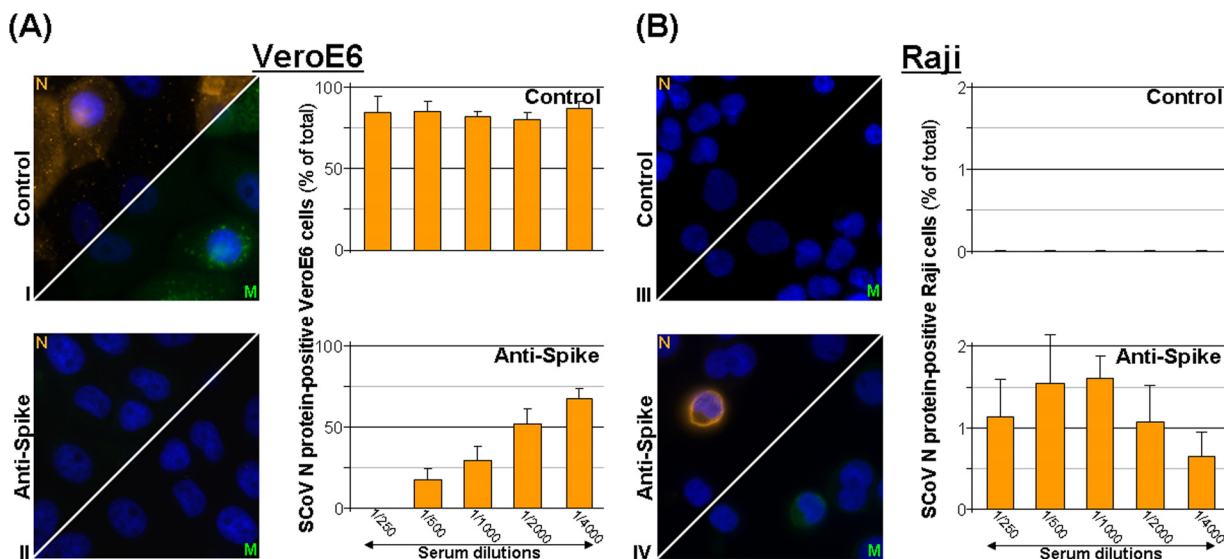 (A)
VeroE6
N
Control
I
M
N
Anti-Spike
II
M
SCoV N protein-positive VeroE6 cells (% of total)
100
50
0
Control
100
50
0
Anti-Spike
1/250
1/500
1/1000
1/2000
1/4000
Serum dilutions
(B)
Raji
N
Control
III
M
N
Anti-Spike
IV
M
SCoV N protein-positive Raji cells (% of total)
2
1
0
Control
2
1
0
Anti-Spike
1/250
1/500
1/1000
1/2000
1/4000
Serum dilutions